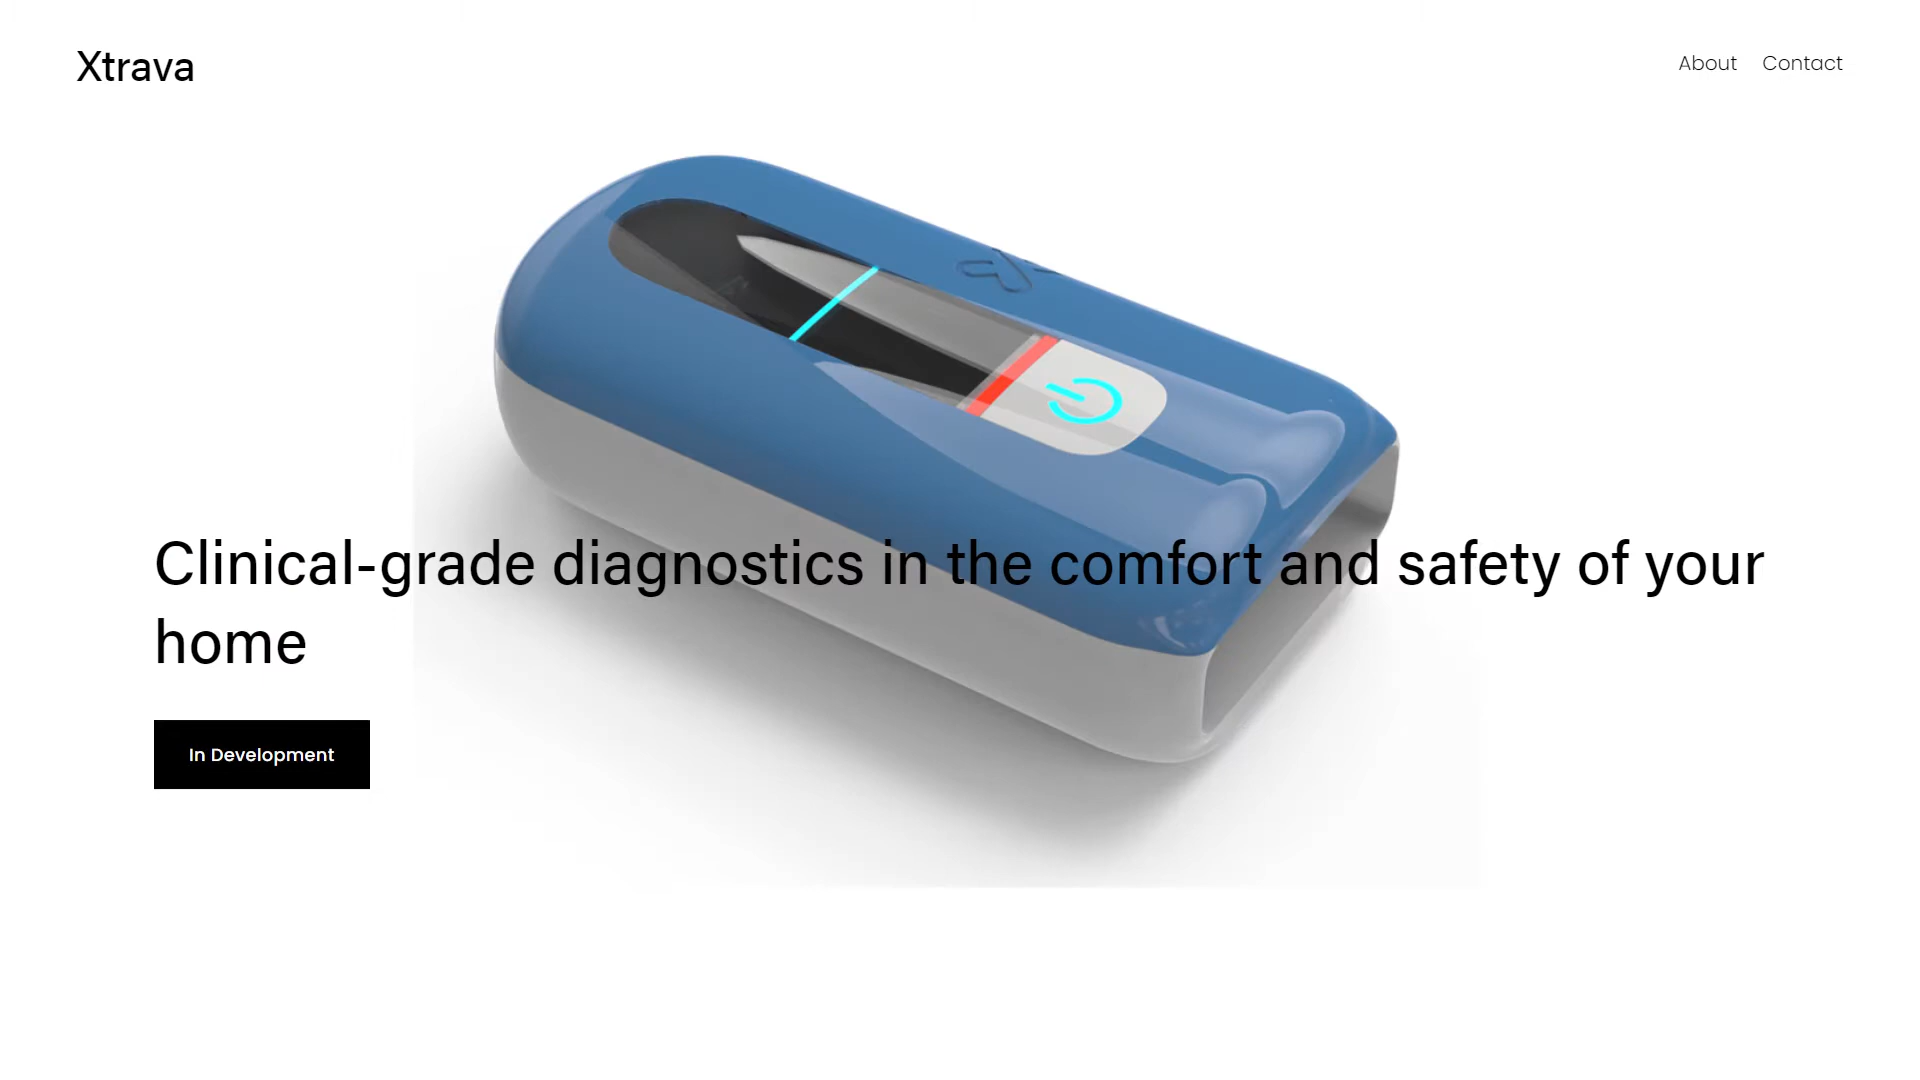 Xtrava
About Contact
Clinical-grade diagnostics in the comfort and safety of your
home
In Development